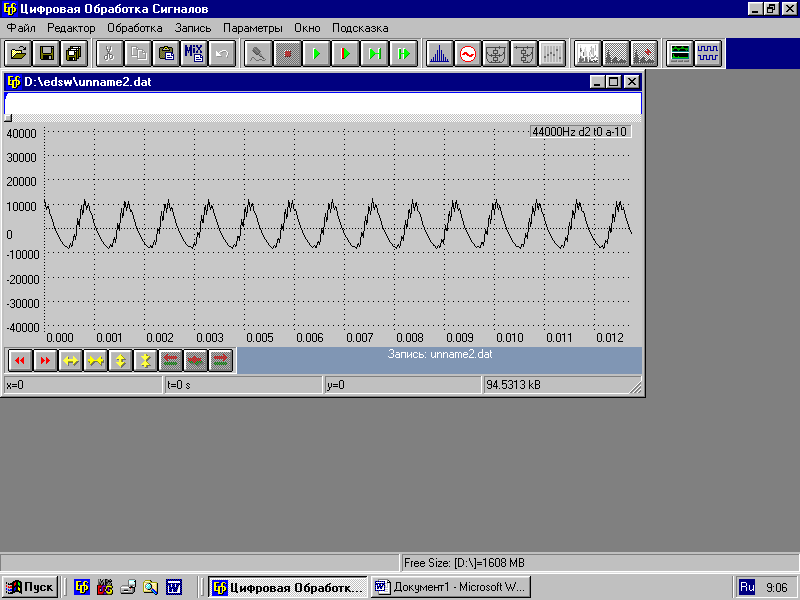 Цифровая Обработка Сигналов
Файл Редактор Обработка Запись Параметры Окно Подсказка
MiX
D:\edsw\unname2.dat
44000Hz d2 t0 a-10
40000
30000
20000
10000
0
-10000
-20000
-30000
-40000
0.000 0.001 0.002 0.003 0.005 0.006 0.007 0.008 0.009 0.010 0.011 0.012
Запись: unname2.dat
x=0 t=0 s y=0 94.5313 kB
Free Size: [D:\]=1608 MB
Пуск Цифровая Обработк... Документ1 - Microsoft W... Ru 9:06